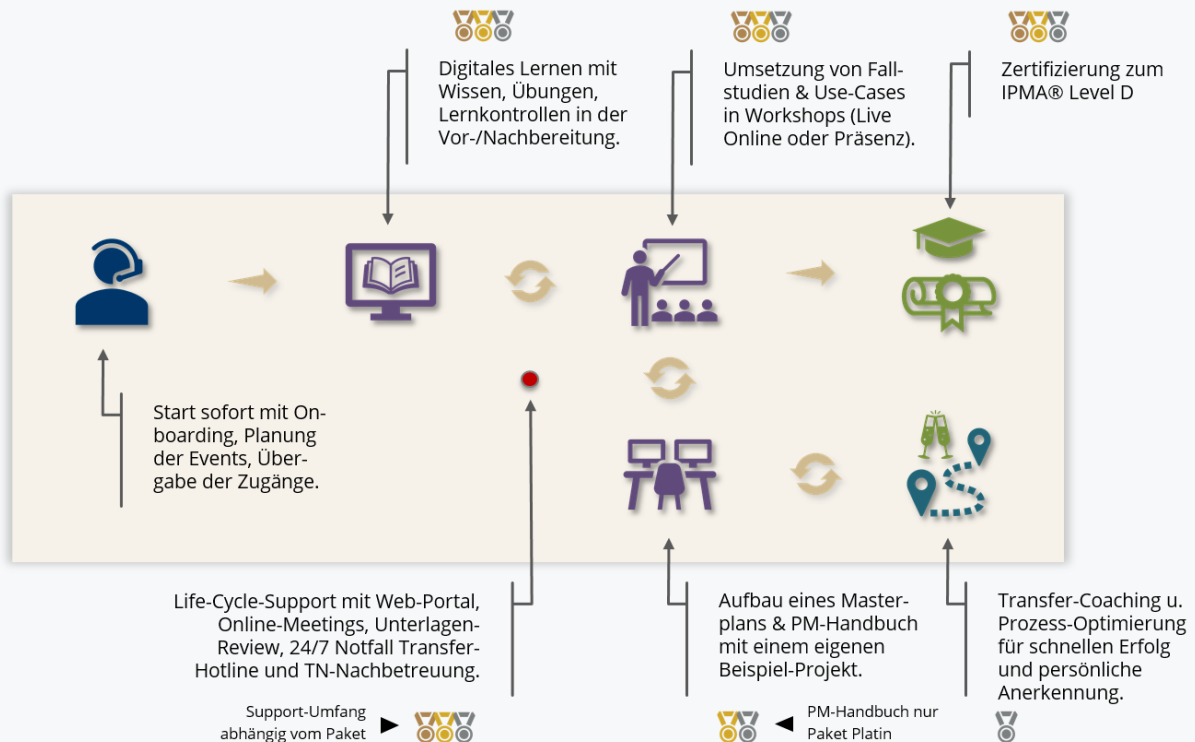 Digitales Lernen mit
Wissen, Übungen,
Lernkontrollen in der
Vor-/Nachbereitung.
Umsetzung von Fall-
studien & Use-Cases
in Workshops (Live
Online oder Präsenz).
Zertifizierung zum
IPMA® Level D
Start sofort mit On-
boarding, Planung
der Events, Über-
gabe der Zugänge.
Life-Cycle-Support mit Web-Portal,
Online-Meetings, Unterlagen-
Review, 24/7 Notfall Transfer-
Hotline und TN-Nachbetreuung.
Aufbau eines Master-
plans & PM-Handbuch
mit einem eigenen
Beispiel-Projekt.
Transfer-Coaching u.
Prozess-Optimierung
für schnellen Erfolg
und persönliche
Anerkennung.
Support-Umfang
abhängig vom Paket
PM-Handbuch nur
Paket Platin